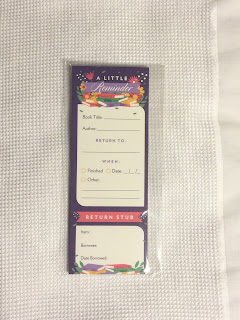 A LITTLE
Reminder
Book Title:
Author:
RETURN TO:
WHEN:
Finished Date: _/_/_
Other:
RETURN STUB
Item:
Borrower:
Date Borrowed: